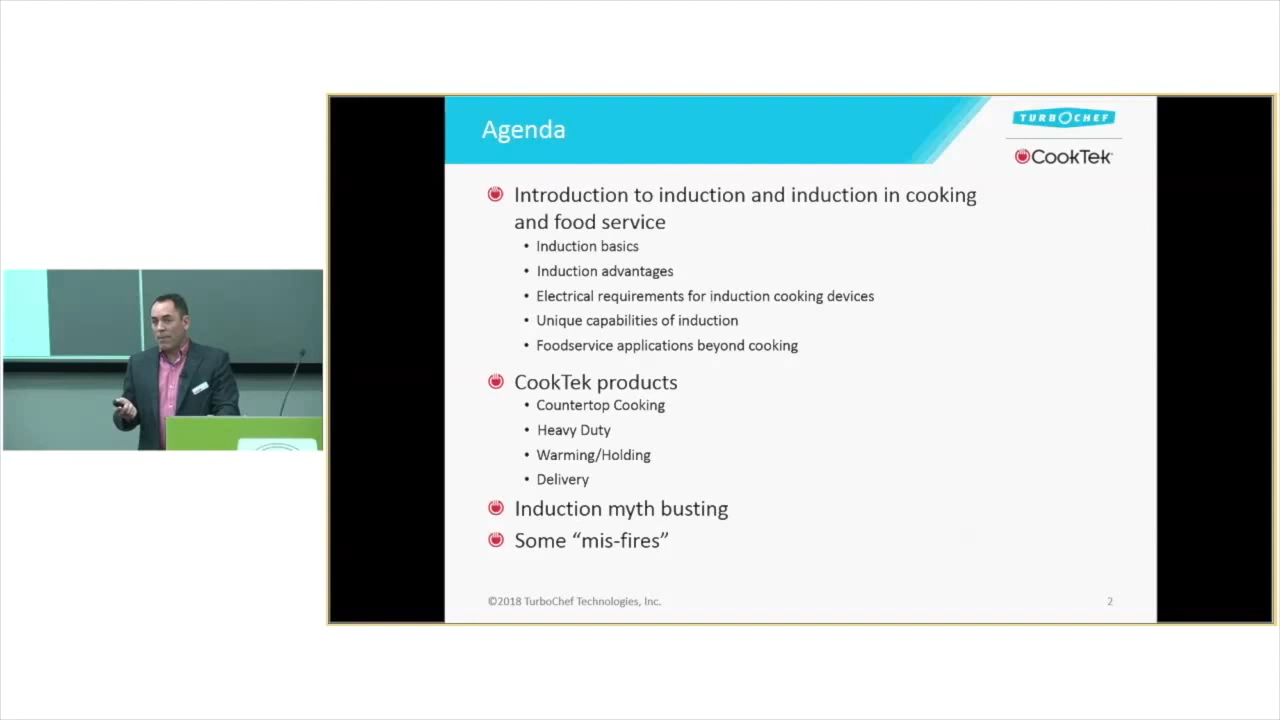 Agenda
TURBOCHEF
CookTek
Introduction to induction and induction in cooking
and food service
• Induction basics
• Induction advantages
• Electrical requirements for induction cooking devices
• Unique capabilities of induction
• Foodservice applications beyond cooking
CookTek products
• Countertop Cooking
• Heavy Duty
• Warming/Holding
• Delivery
Induction myth busting
Some “mis-fires”
©2018 TurboChef Technologies, Inc.
2